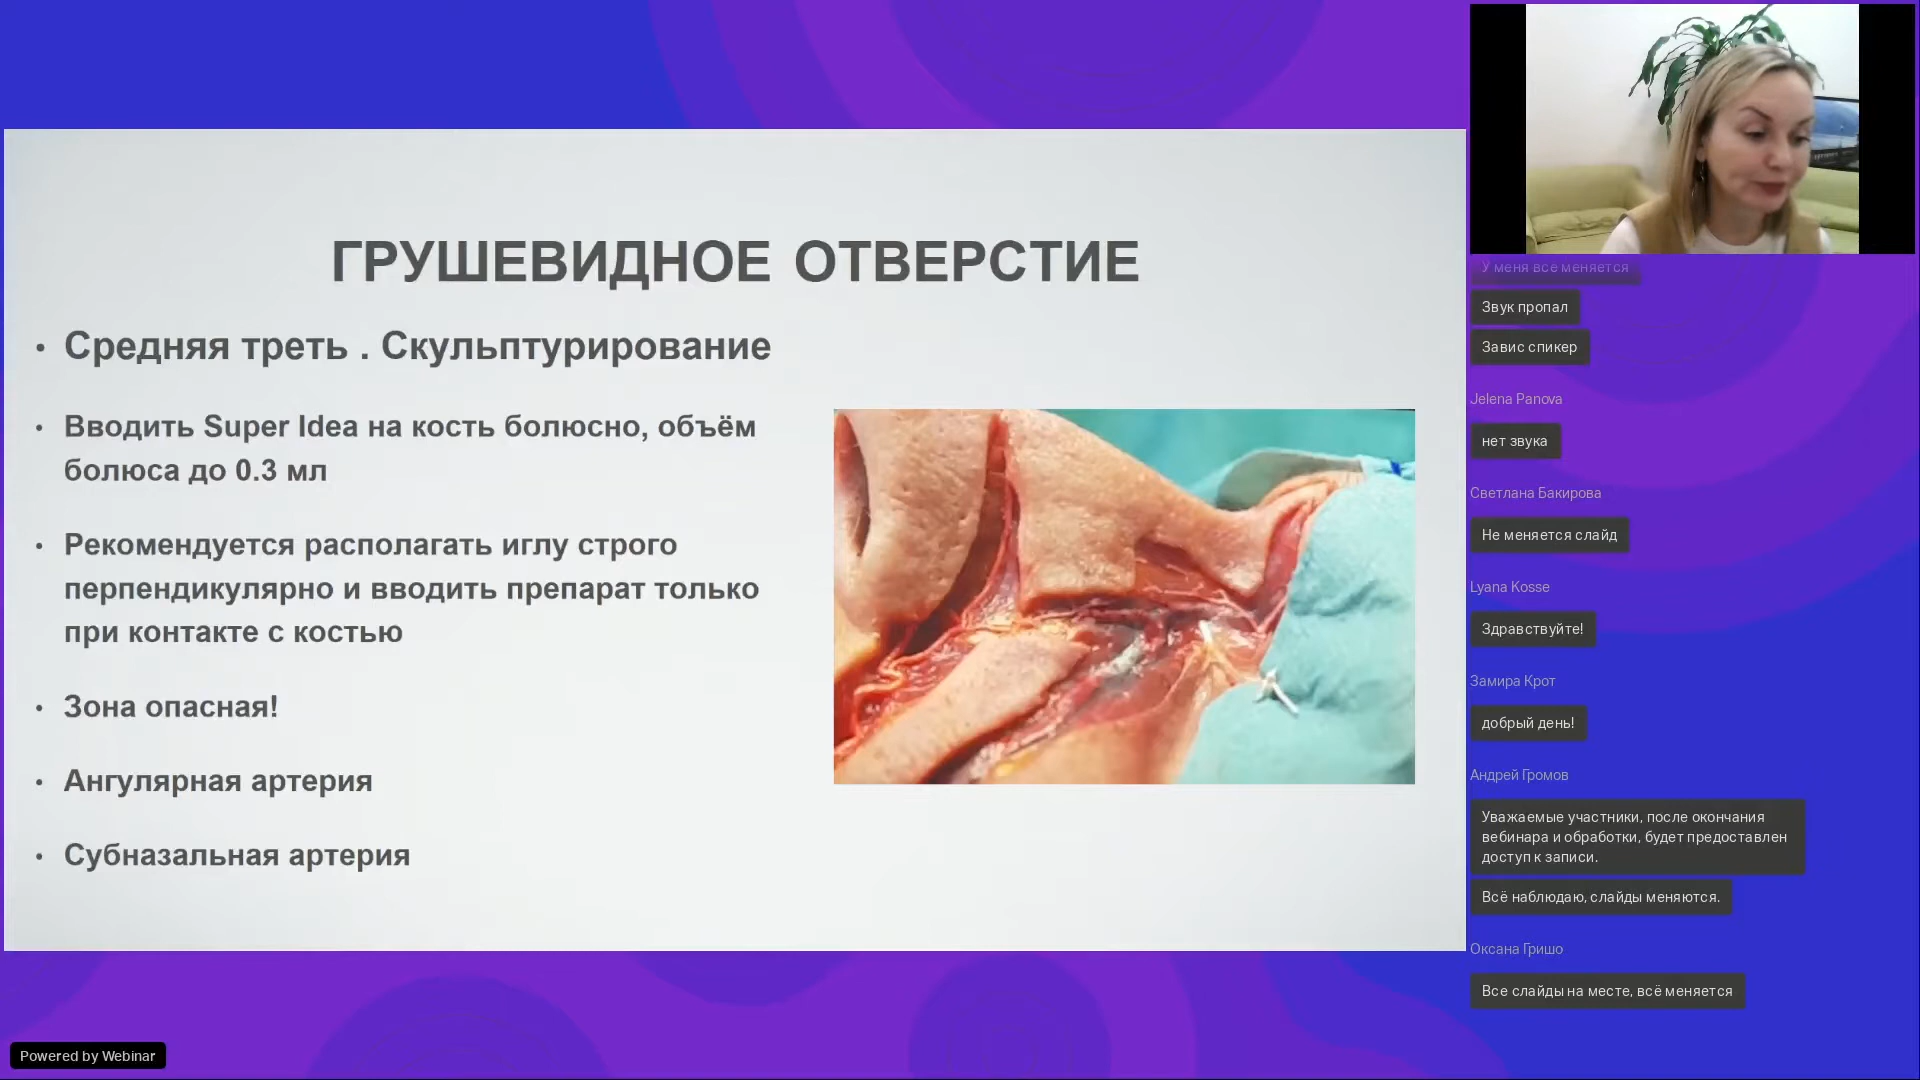 ГРУШЕВИДНОЕ ОТВЕРСТИЕ
• Средняя треть . Скульптурирование
• Вводить Super Idea на кость болюсно, объём
болюса до 0.3 мл
• Рекомендуется располагать иглу строго
перпендикулярно и вводить препарат только
при контакте с костью
• Зона опасная!
• Ангулярная артерия
• Субназальная артерия
У меня все меняется
Звук пропал
Завис спикер
Jelena Panova
нет звука
Светлана Бакирова
Не меняется слайд
Lyana Kosse
Здравствуйте!
Замира Крот
добрый день!
Андрей Громов
Уважаемые участники, после окончания
вебинара и обработки, будет предоставлен
доступ к записи.
Всё наблюдаю, слайды меняются.
Оксана Гришо
Все слайды на месте, всё меняется
Powered by Webinar